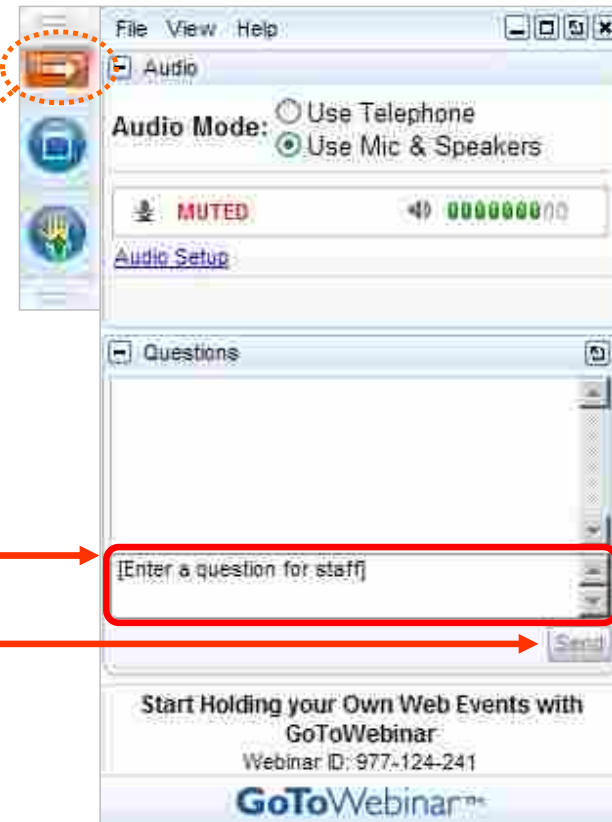 File View Help
Audio
Audio Mode: Use Telephone
Use Mic & Speakers
MUTED
Audio Setup
Questions
[Enter a question for staff]
Send
Start Holding your Own Web Events with
GoToWebinar
Webinar ID: 977-124-241
GoToWebinar™